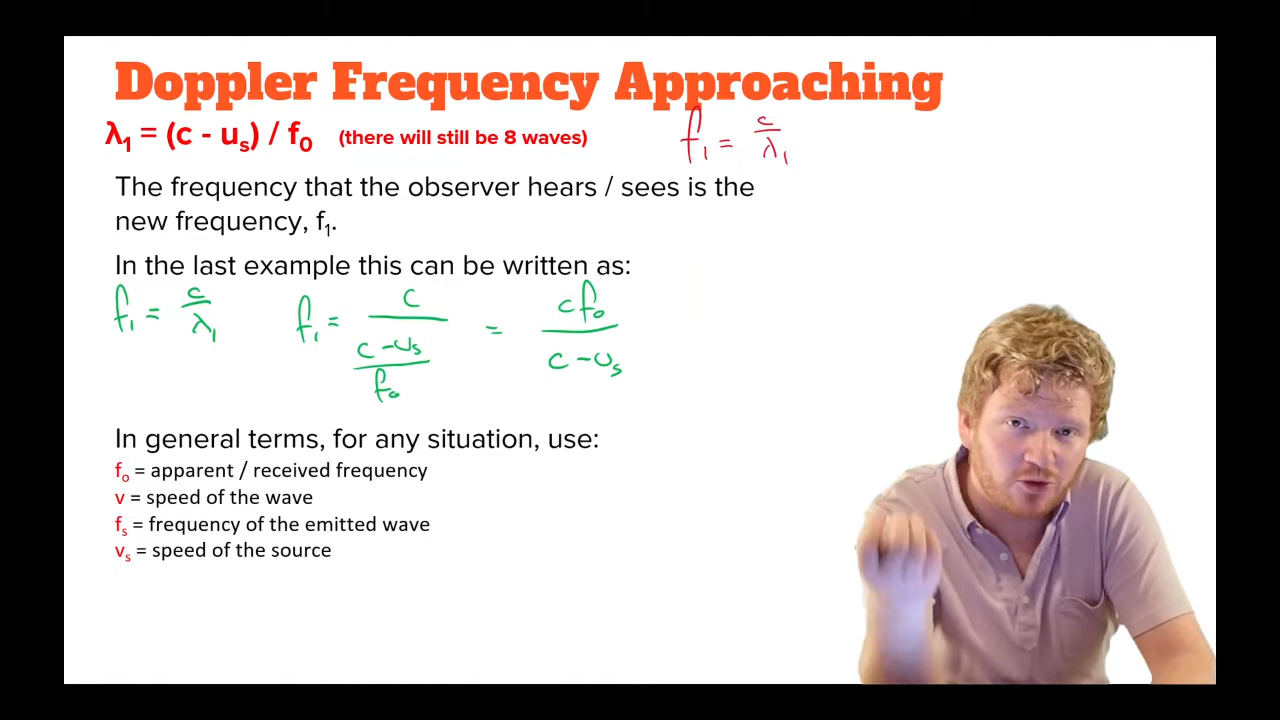 Doppler Frequency Approaching
λ₁ = (c - uₛ) / f₀ (there will still be 8 waves) f₁ = c/λ₁
The frequency that the observer hears / sees is the
new frequency, f₁.
In the last example this can be written as:
f₁ = c/λ₁ f₁ = c/((c - uₛ)/f₀) = cf₀/(c - uₛ)
In general terms, for any situation, use:
fₒ = apparent / received frequency
v = speed of the wave
fₛ = frequency of the emitted wave
vₛ = speed of the source